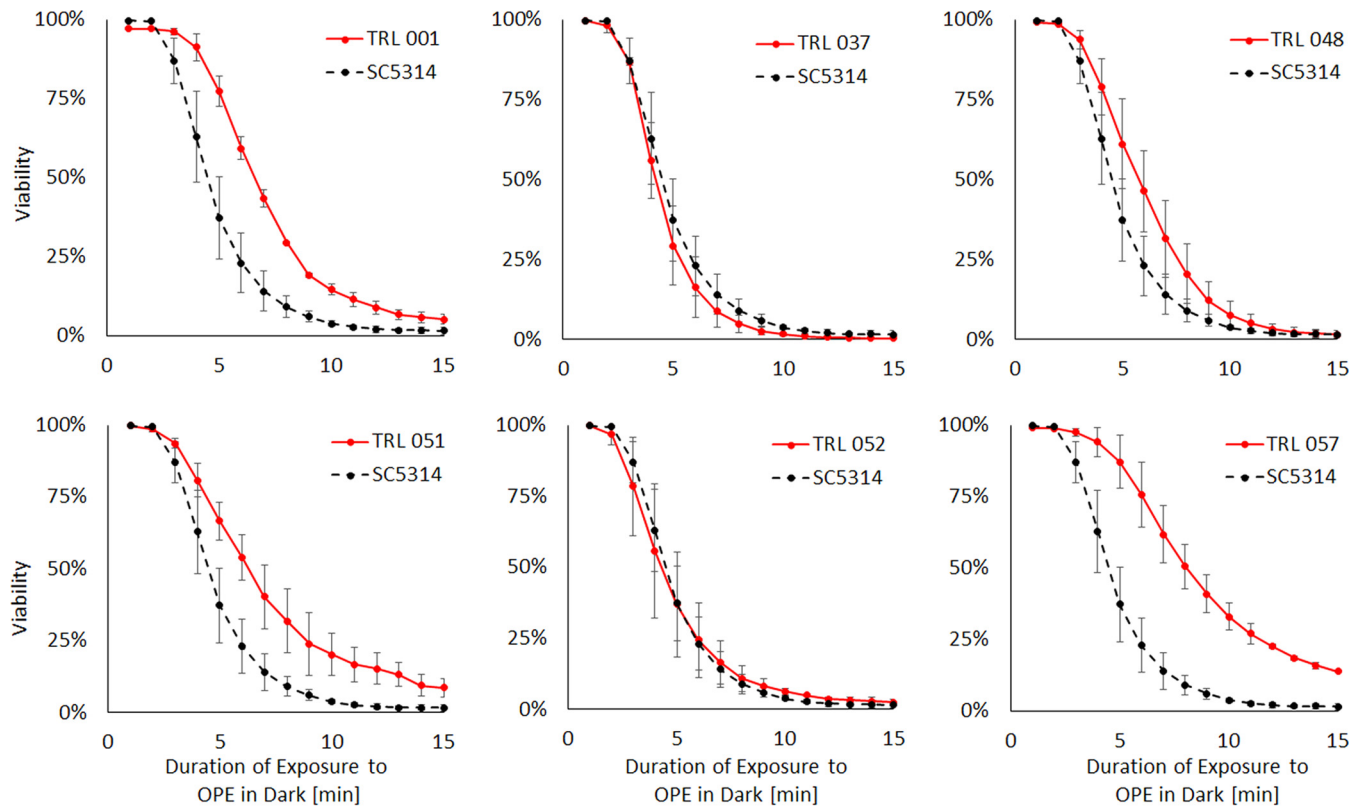 Viability
100%
75%
50%
25%
0%
0 5 10 15
TRL 001
SC5314
100%
75%
50%
25%
0%
0 5 10 15
TRL 037
SC5314
100%
75%
50%
25%
0%
0 5 10 15
TRL 048
SC5314
Viability
100%
75%
50%
25%
0%
0 5 10 15
TRL 051
SC5314
Duration of Exposure to
OPE in Dark [min]
100%
75%
50%
25%
0%
0 5 10 15
TRL 052
SC5314
Duration of Exposure to
OPE in Dark [min]
100%
75%
50%
25%
0%
0 5 10 15
TRL 057
SC5314
Duration of Exposure to
OPE in Dark [min]